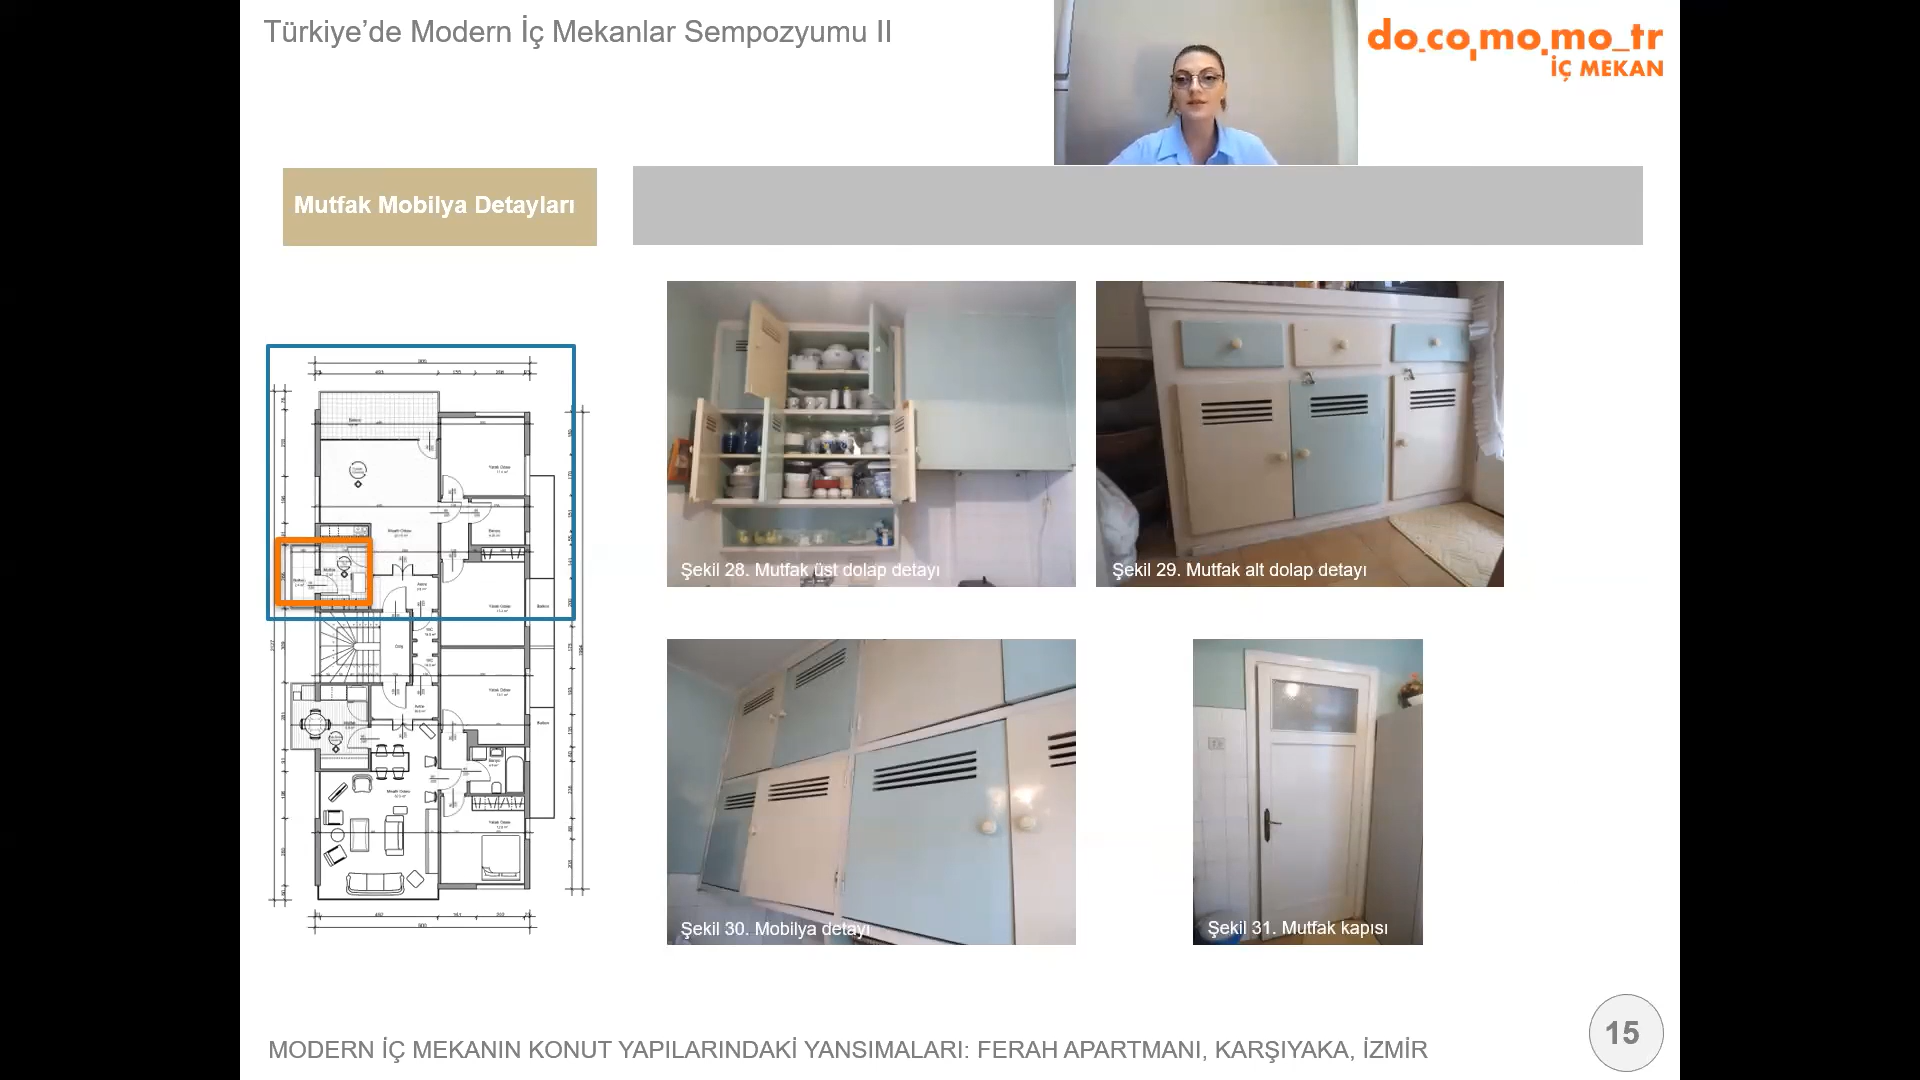 Türkiye’de Modern İç Mekanlar Sempozyumu II
do.co,mo.mo_tr
İÇ MEKAN
Mutfak Mobilya Detayları
Şekil 28. Mutfak üst dolap detayı
Şekil 29. Mutfak alt dolap detayı
Şekil 30. Mobilya detayı
Şekil 31. Mutfak kapısı
MODERN İÇ MEKANIN KONUT YAPILARINDAKİ YANSIMALARI: FERAH APARTMANI, KARŞIYAKA, İZMİR
15